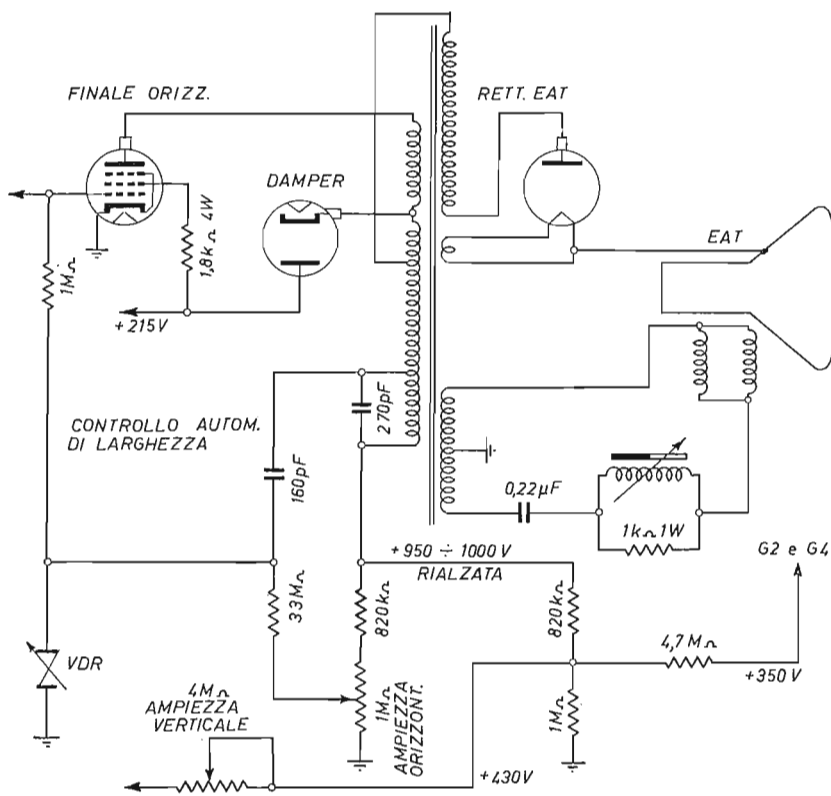 FINALE ORIZZ.
RETT. EAT
DAMPER
1,8kΩ 4W
1MΩ
+215V
EAT
CONTROLLO AUTOM.
DI LARGHEZZA
270pF
160pF
0,22µF
1kΩ 1W
G2 e G4
+950 ÷ 1000 V
RIALZATA
33MΩ
820kΩ
820kΩ
4,7MΩ
+350V
VDR
4MΩ
AMPIEZZA
VERTICALE
1MΩ
AMPIEZZA
ORIZZONT.
1MΩ
+430V